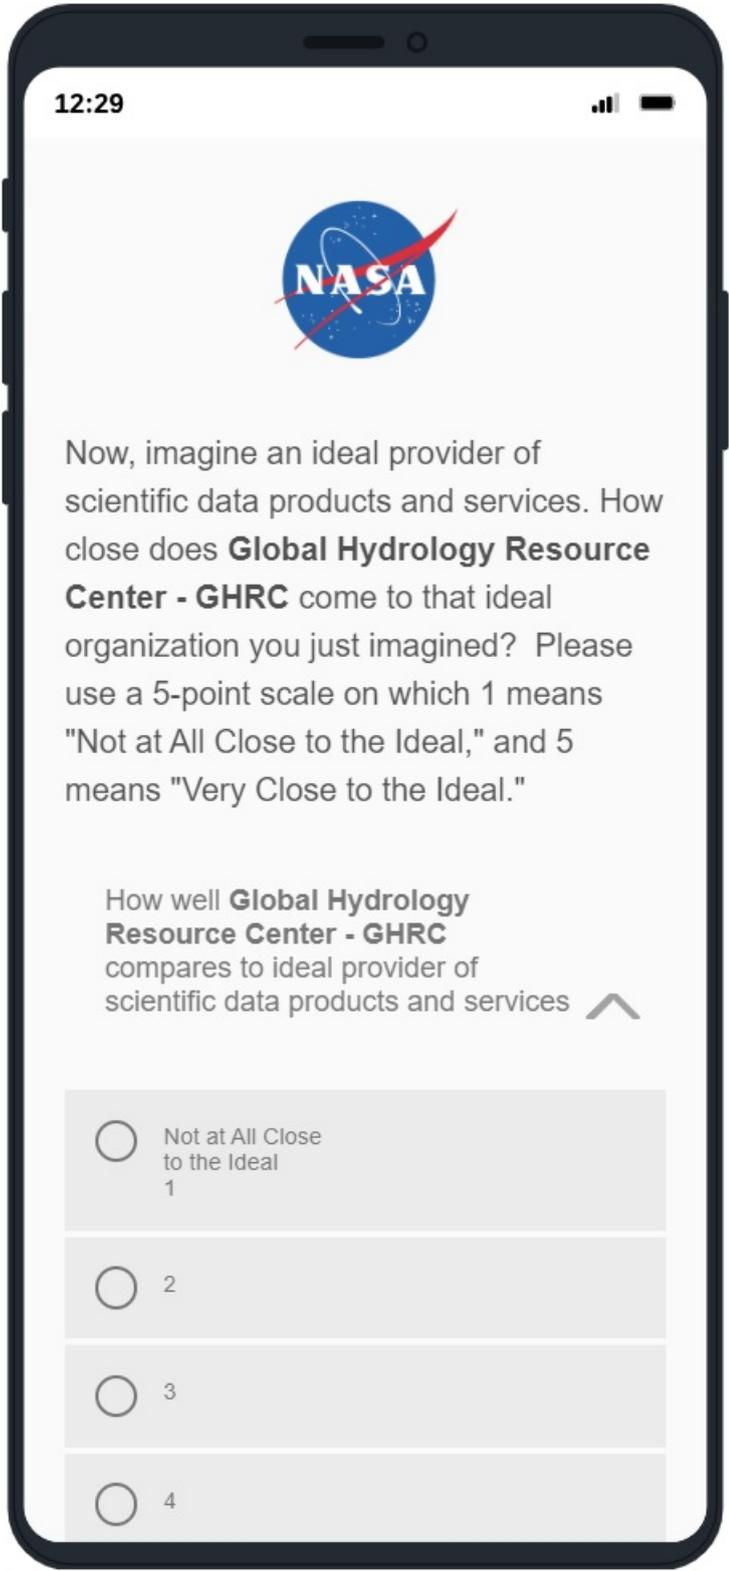 12:29
NASA
Now, imagine an ideal provider of
scientific data products and services. How
close does Global Hydrology Resource
Center - GHRC come to that ideal
organization you just imagined?  Please
use a 5-point scale on which 1 means
"Not at All Close to the Ideal," and 5
means "Very Close to the Ideal."
How well Global Hydrology
Resource Center - GHRC
compares to ideal provider of
scientific data products and services
Not at All Close
to the Ideal
1
2
3
4